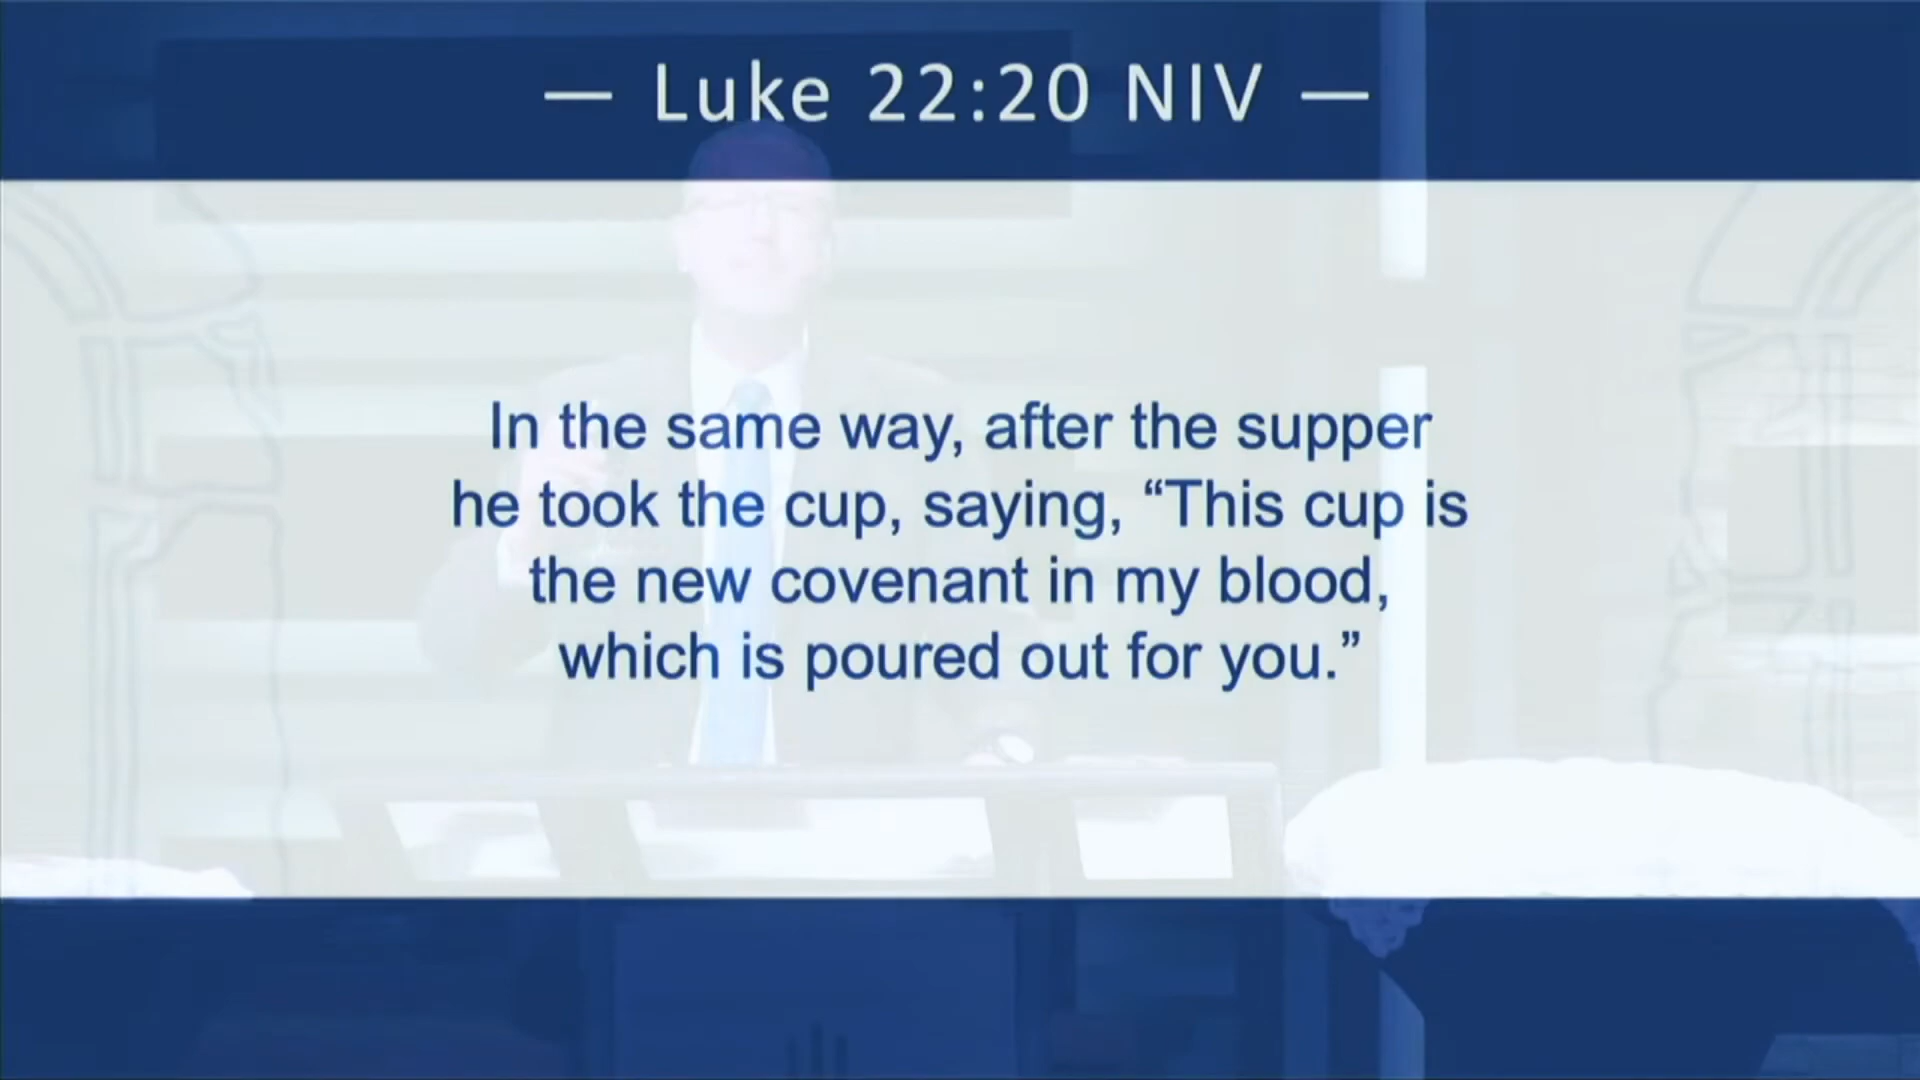 — Luke 22:20 NIV —
In the same way, after the supper
he took the cup, saying, “This cup is
the new covenant in my blood,
which is poured out for you.”